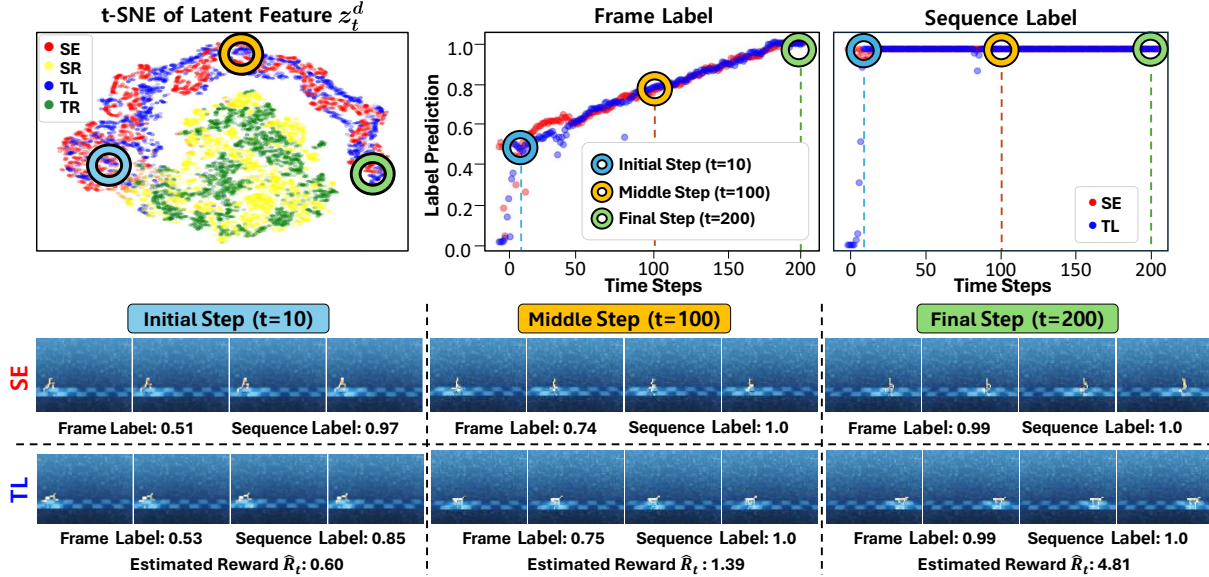 t-SNE of Latent Feature z_t^d
SE
SR
TL
TR
Frame Label
Label Prediction
1.0
0.8
0.6
0.4
0.2
0.0
Initial Step (t=10)
Middle Step (t=100)
Final Step (t=200)
0 50 100 150 200
Time Steps
Sequence Label
SE
TL
0 50 100 150 200
Time Steps
Initial Step (t=10) Middle Step (t=100) Final Step (t=200)
SE
Frame Label: 0.51 Sequence Label: 0.97 Frame Label: 0.74 Sequence Label: 1.0 Frame Label: 0.99 Sequence Label: 1.0
TL
Frame Label: 0.53 Sequence Label: 0.85 Frame Label: 0.75 Sequence Label: 1.0 Frame Label: 0.99 Sequence Label: 1.0
Estimated Reward R̂_t: 0.60 Estimated Reward R̂_t: 1.39 Estimated Reward R̂_t: 4.81